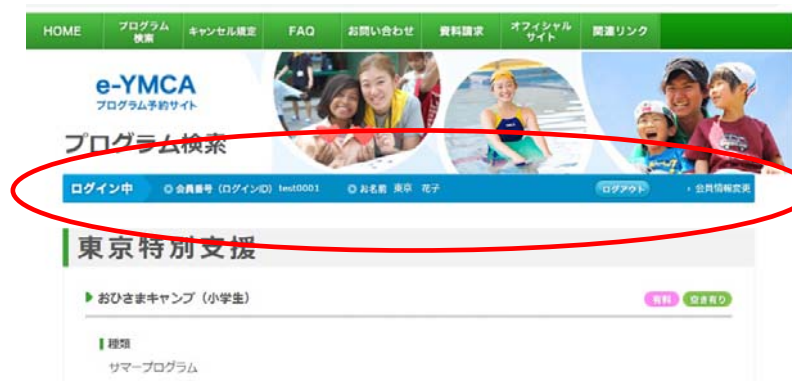 HOME プログラム検索 キャンセル規定 FAQ お問い合わせ 資料請求 オフィシャルサイト 関連リンク
e-YMCA
プログラム予約サイト
プログラム検索
ログイン中 会員番号（ログインID） test0001 お名前 東京 花子 ログアウト 会員情報変更
東京特別支援
おひさまキャンプ（小学生） 有料 空き有り
種類
サマープログラム